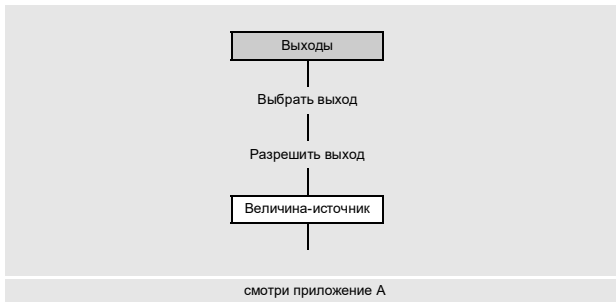 Выходы
Выбрать выход
Разрешить выход
Величина-источник
смотри приложение А